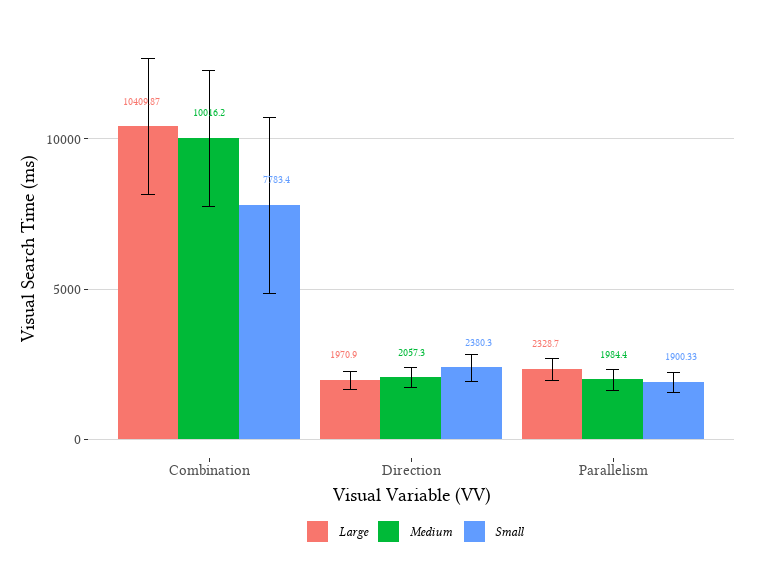 10409.87
10016.2
10000
7783.4
Visual Search Time (ms)
5000
1970.9
2057.3
2380.3
2328.7
1984.4
1900.33
0
Combination
Direction
Parallelism
Visual Variable (VV)
Large
Medium
Small